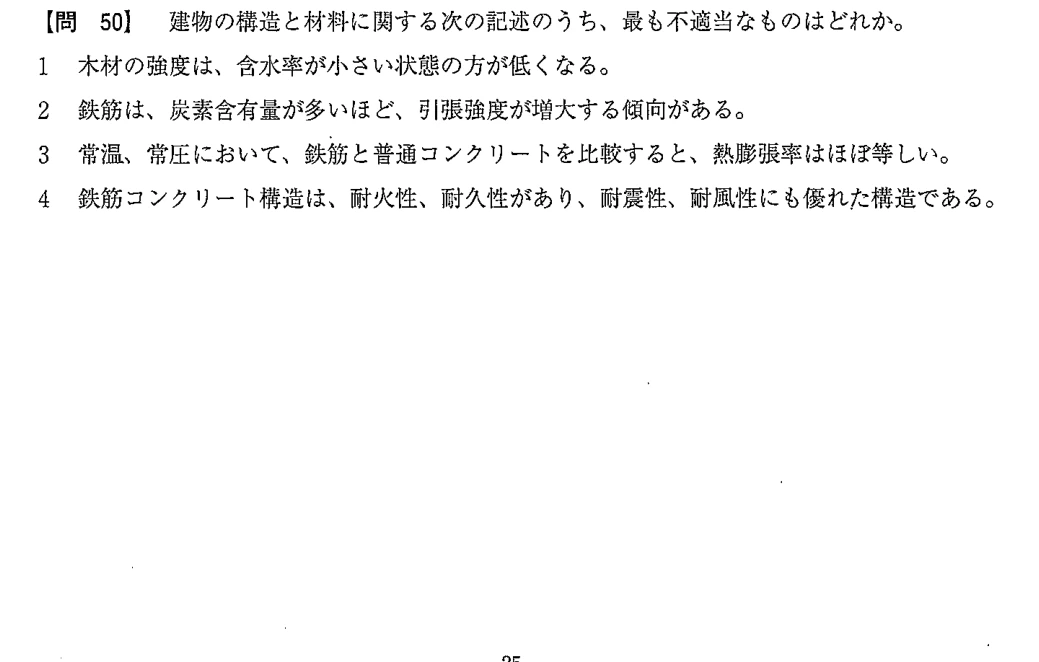 【問 50】 建物の構造と材料に関する次の記述のうち、最も不適当なものはどれか。
1 木材の強度は、含水率が小さい状態の方が低くなる。
2 鉄筋は、炭素含有量が多いほど、引張強度が増大する傾向がある。
3 常温、常圧において、鉄筋と普通コンクリートを比較すると、熱膨張率はほぼ等しい。
4 鉄筋コンクリート構造は、耐火性、耐久性があり、耐震性、耐風性にも優れた構造である。